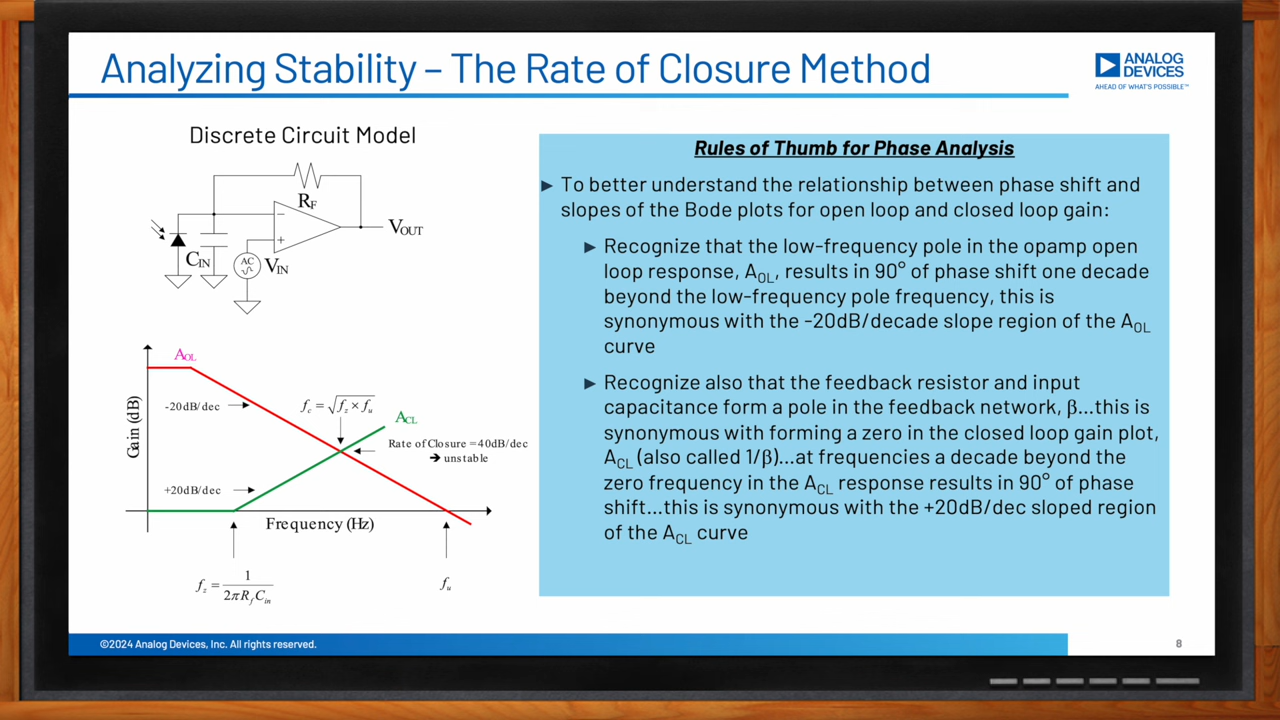 Analyzing Stability – The Rate of Closure Method
ANALOG
DEVICES
AHEAD OF WHAT'S POSSIBLE™
Discrete Circuit Model
R_F
−
+
V_OUT
C_IN
AC
V_IN
A_OL
-20dB/dec
f_c = √(f_z × f_u)
A_CL
Gain (dB)
Rate of Closure = 40dB/dec
➔ unstable
+20dB/dec
Frequency (Hz)
f_z = 1 / (2πR_fC_in)
f_u
Rules of Thumb for Phase Analysis
► To better understand the relationship between phase shift and
slopes of the Bode plots for open loop and closed loop gain:
► Recognize that the low-frequency pole in the opamp open
loop response, A_OL, results in 90° of phase shift one decade
beyond the low-frequency pole frequency, this is
synonymous with the -20dB/decade slope region of the A_OL
curve
► Recognize also that the feedback resistor and input
capacitance form a pole in the feedback network, β...this is
synonymous with forming a zero in the closed loop gain plot,
A_CL (also called 1/β)...at frequencies a decade beyond the
zero frequency in the A_CL response results in 90° of phase
shift...this is synonymous with the +20dB/dec sloped region
of the A_CL curve
©2024 Analog Devices, Inc. All rights reserved.
8